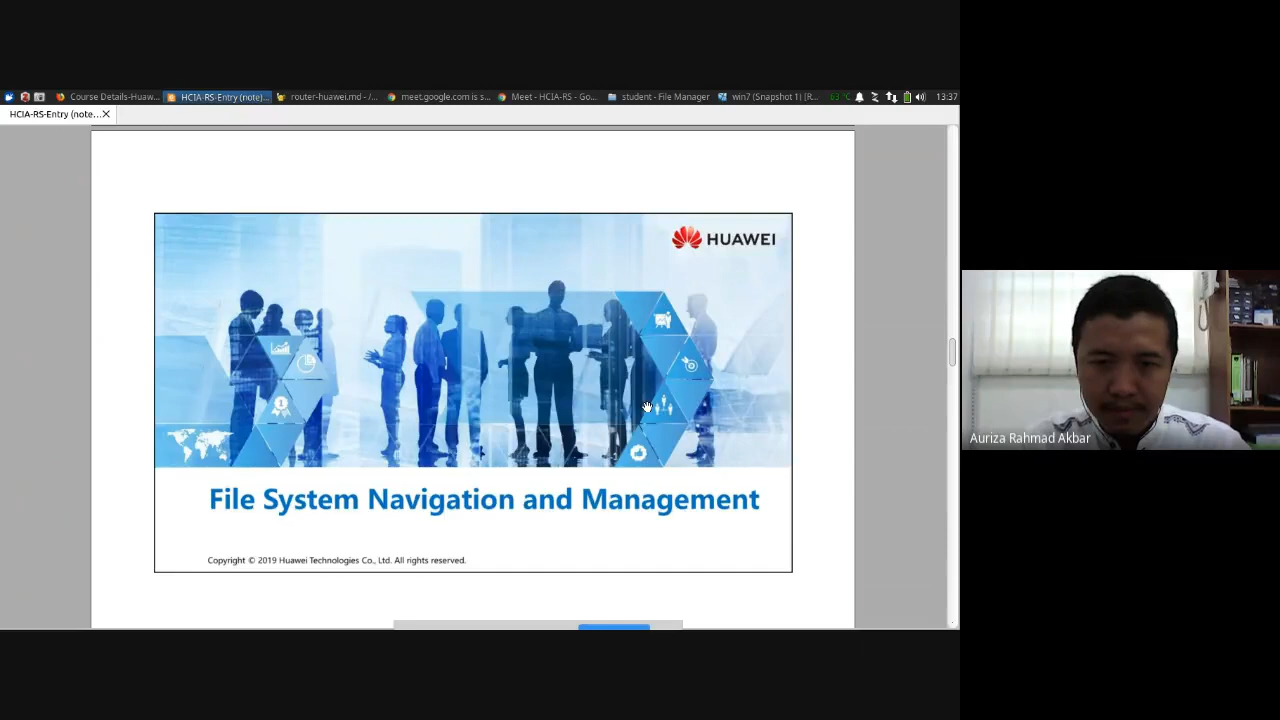 Course Details-Huaw...
HCIA-RS-Entry (note)...
router-huawei.md - /...
meet.google.com is s...
Meet - HCIA-RS - Go...
student - File Manager
win7 (Snapshot 1) [R...
63 °C
13:37
HCIA-RS-Entry (note...
HUAWEI
1
File System Navigation and Management
Copyright © 2019 Huawei Technologies Co., Ltd. All rights reserved.
Auriza Rahmad Akbar